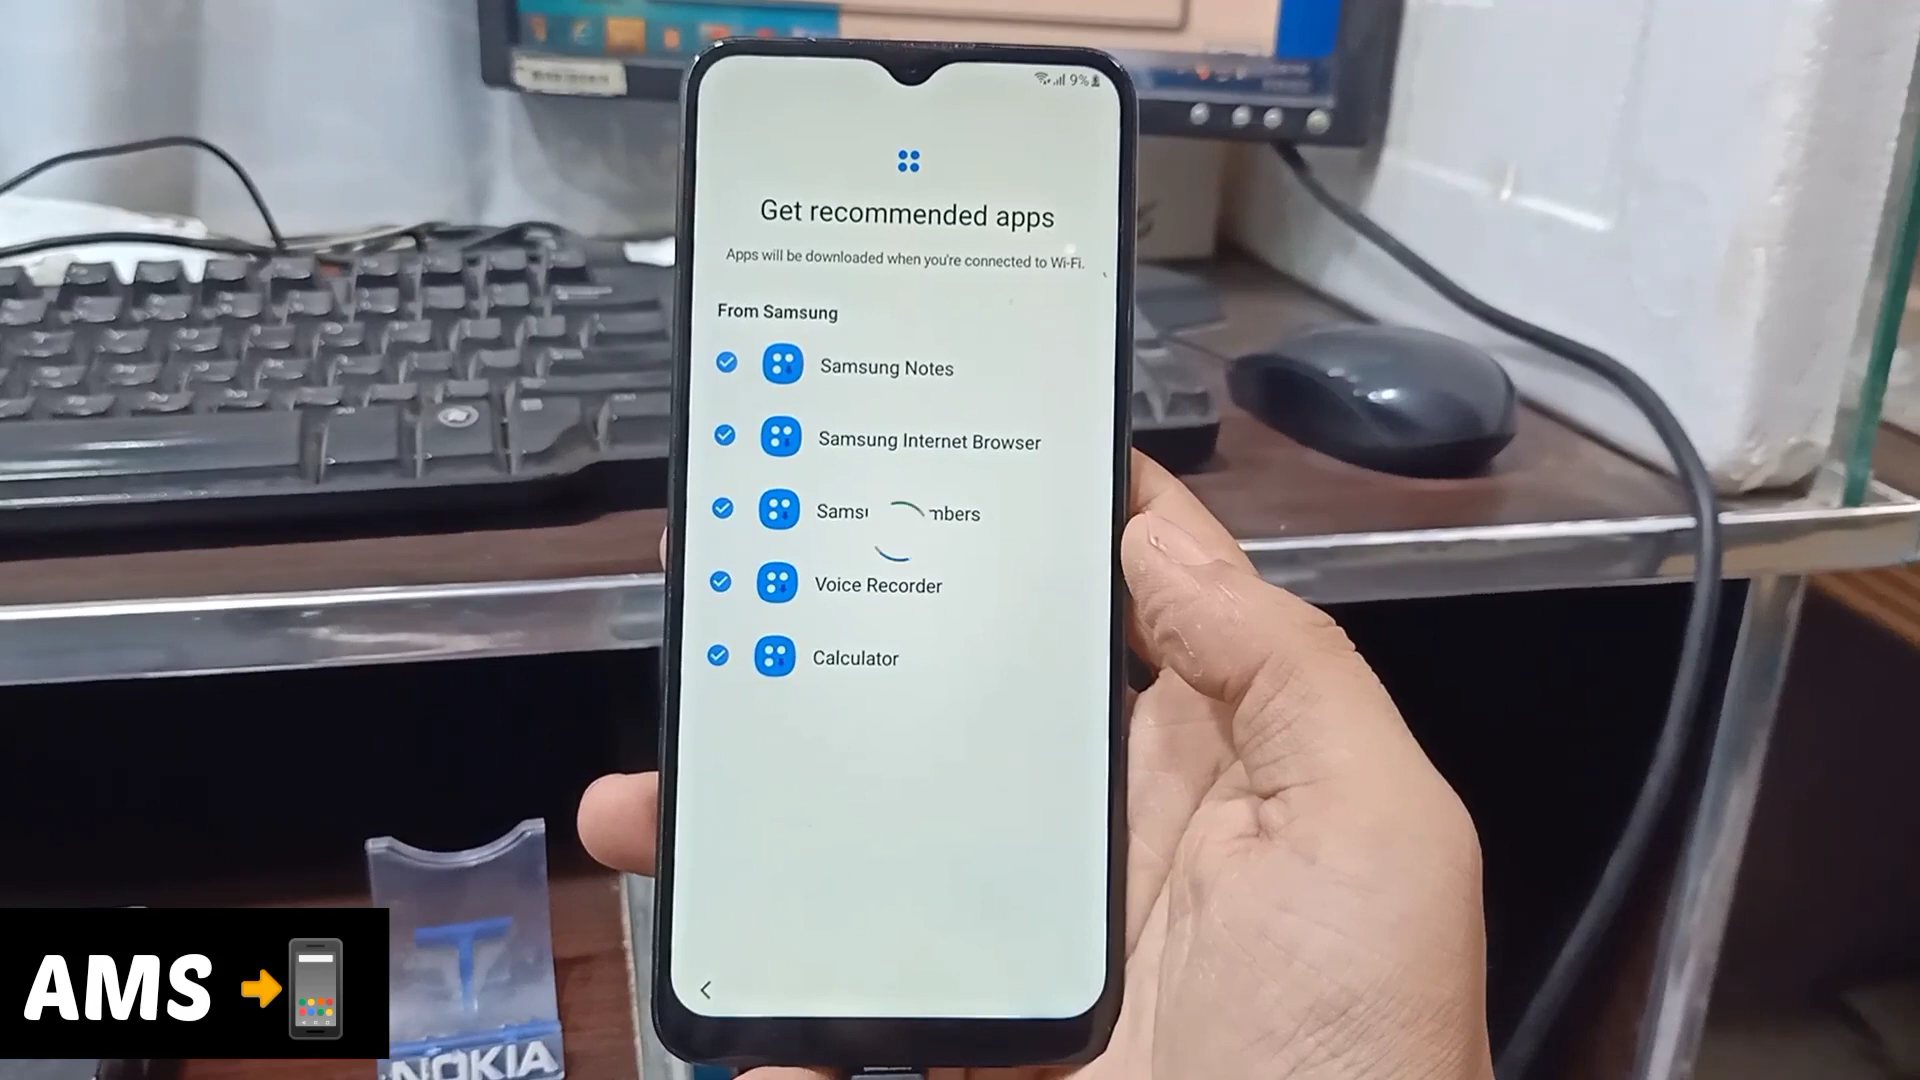 9%
Get recommended apps
Apps will be downloaded when you're connected to Wi-Fi.
From Samsung
Samsung Notes
Samsung Internet Browser
Sams mbers
Voice Recorder
Calculator
AMS
NOKIA